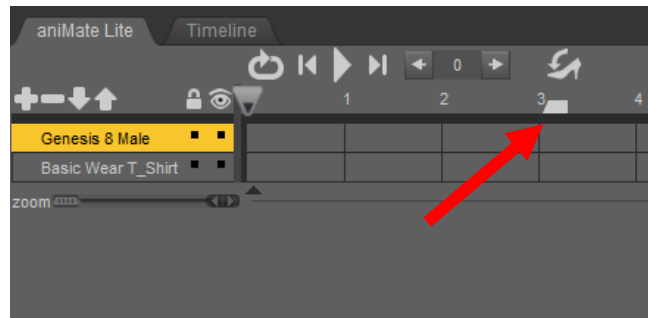 aniMate Lite Timeline
0
1 2 3 4
Genesis 8 Male
Basic Wear T_Shirt
zoom